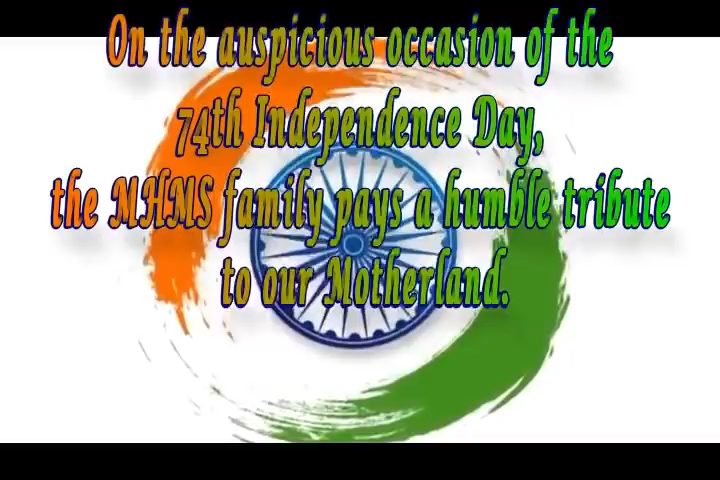 On the auspicious occasion of the
74th Independence Day,
the MHMS family pays a humble tribute
to our Motherland.